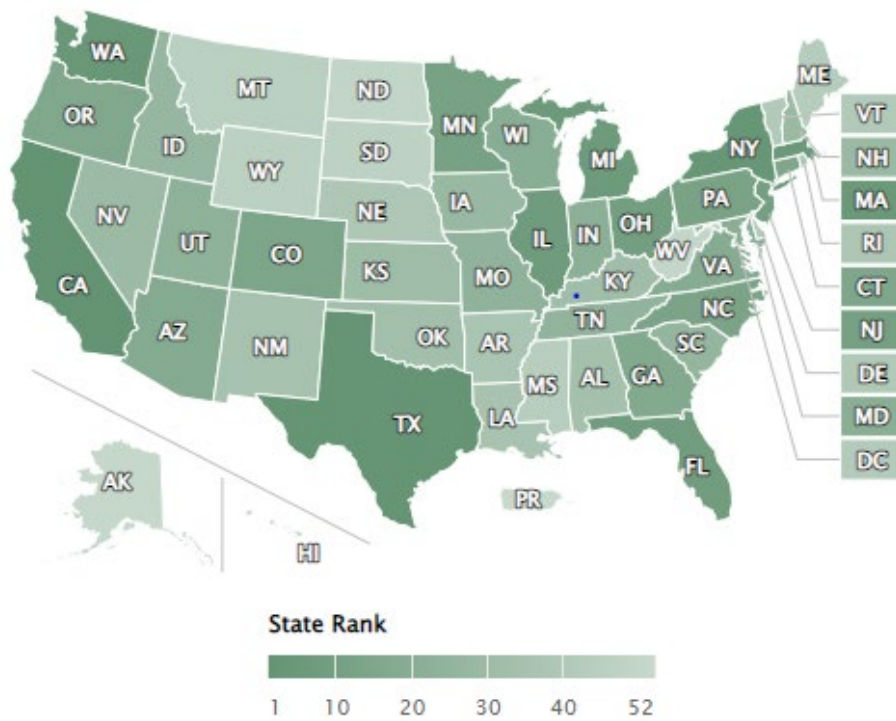 WA
MT
ND
ME
OR
ID
MN
WI
VT
SD
WY
MI
NY
NH
MA
NE
IA
PA
NV
UT
CO
IL
IN
OH
WV
VA
RI
CA
KS
MO
KY
CT
AZ
NM
OK
AR
TN
NC
NJ
SC
MS
AL
GA
DE
TX
LA
MD
FL
DC
AK
PR
HI
State Rank
1 10 20 30 40 52